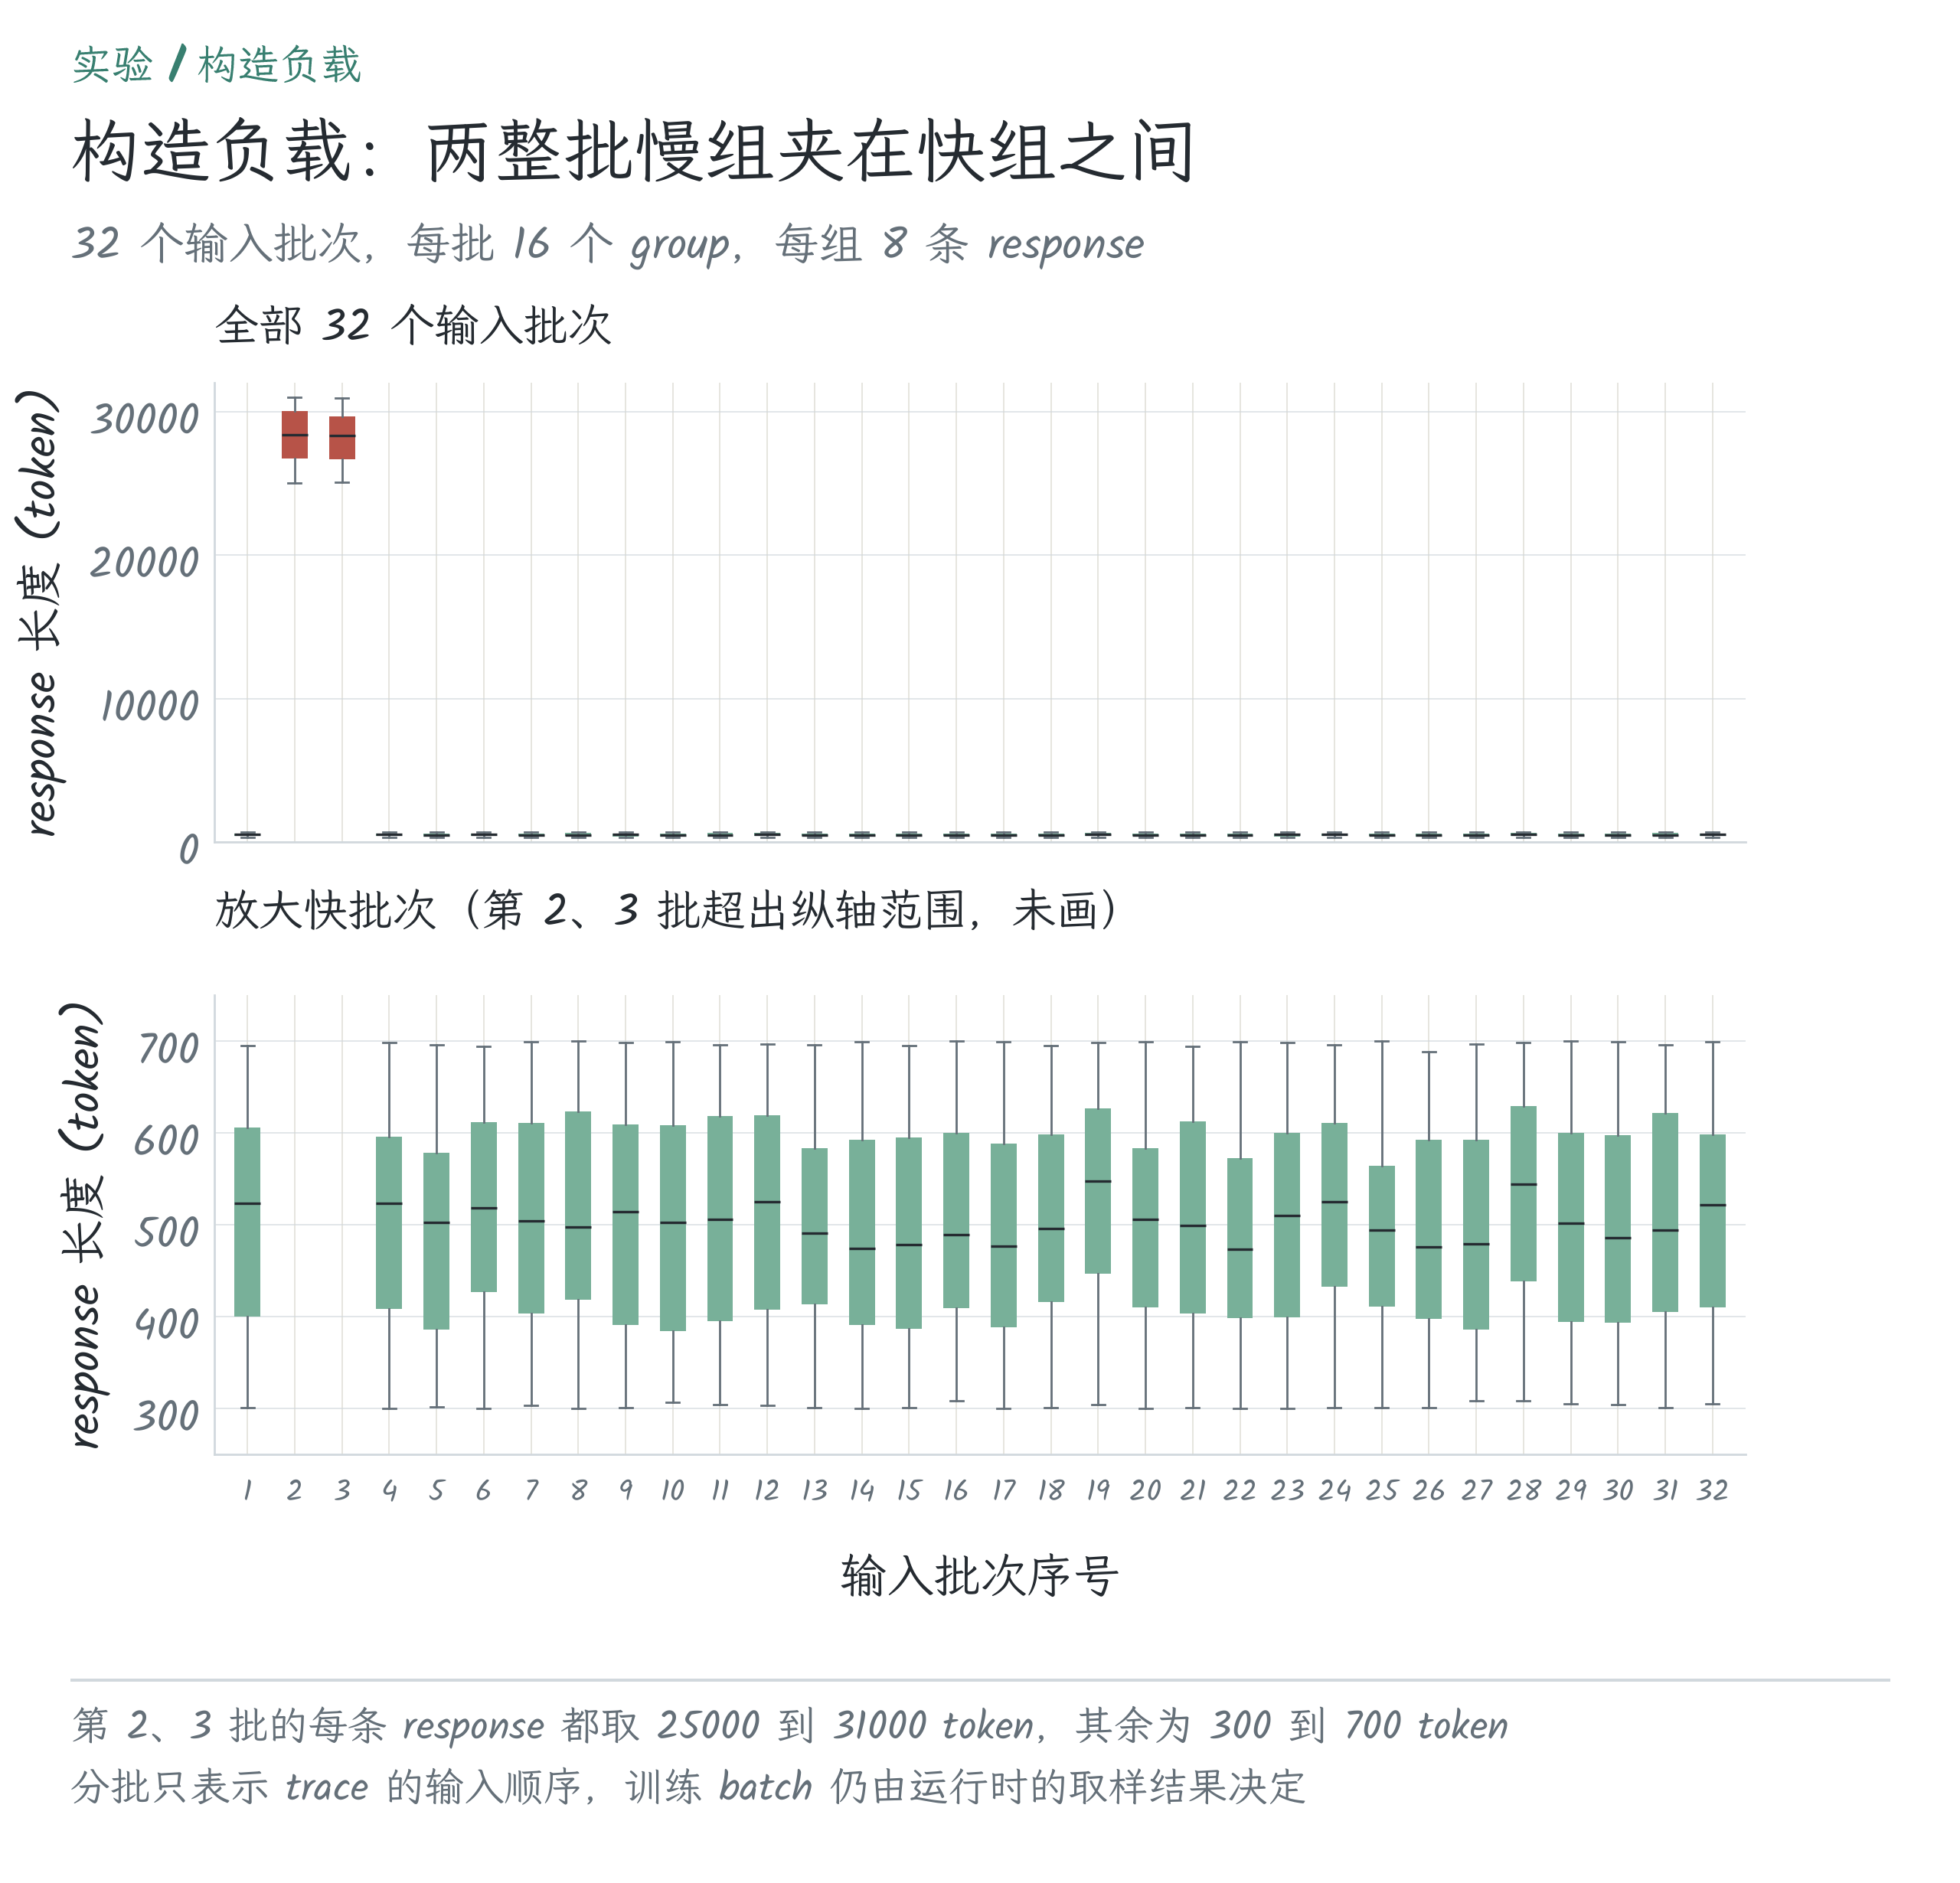 实验 / 构造负载
构造负载：两整批慢组夹在快组之间
32 个输入批次，每批 16 个 group，每组 8 条 response
全部 32 个输入批次
response 长度 (token)
30000
20000
10000
0
放大快批次（第 2、3 批超出纵轴范围，未画）
response 长度 (token)
700
600
500
400
300
1 2 3 4 5 6 7 8 9 10 11 12 13 14 15 16 17 18 19 20 21 22 23 24 25 26 27 28 29 30 31 32
输入批次序号
第 2、3 批的每条 response 都取 25000 到 31000 token，其余为 300 到 700 token
分批只表示 trace 的输入顺序，训练 batch 仍由运行时的取样结果决定